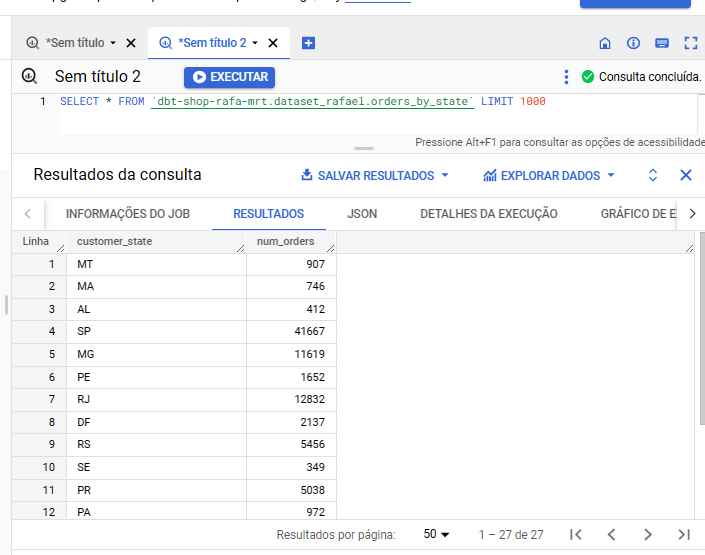 *Sem título
*Sem título 2
Sem título 2
EXECUTAR
Consulta concluída.
1 SELECT * FROM `dbt-shop-rafa-mrt.dataset_rafael.orders_by_state` LIMIT 1000
Pressione Alt+F1 para consultar as opções de acessibilidade
Resultados da consulta
SALVAR RESULTADOS
EXPLORAR DADOS
INFORMAÇÕES DO JOB
RESULTADOS
JSON
DETALHES DA EXECUÇÃO
GRÁFICO DE E
Linha customer_state num_orders
1 MT 907
2 MA 746
3 AL 412
4 SP 41667
5 MG 11619
6 PE 1652
7 RJ 12832
8 DF 2137
9 RS 5456
10 SE 349
11 PR 5038
12 PA 972
Resultados por página: 50 1 – 27 de 27